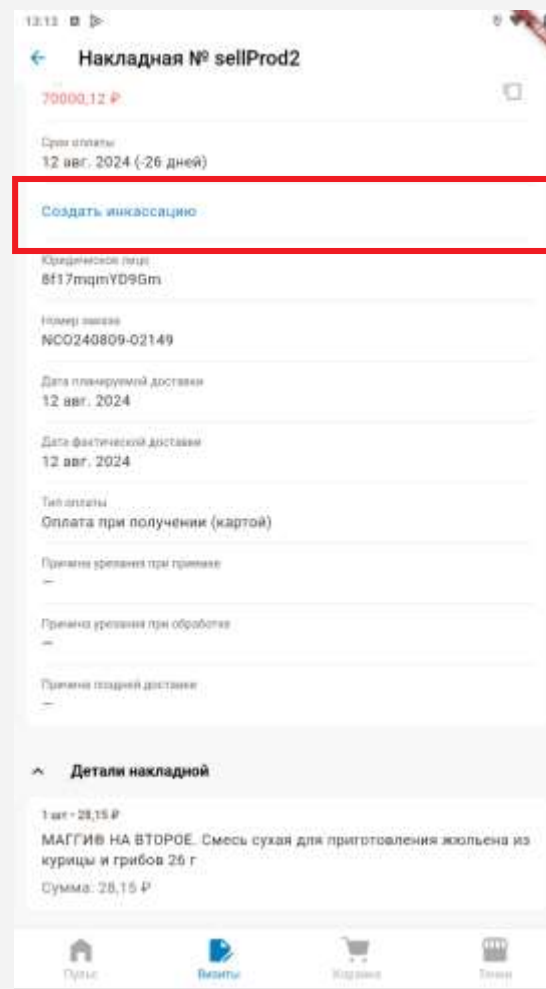 13:13
Накладная № sellProd2
70000,12 ₽
Срок оплаты
12 авг. 2024 (-26 дней)
Создать инкассацию
Юридическое лицо
8f17mqmYD9Gm
Номер заказа
NCO240809-02149
Дата планируемой доставки
12 авг. 2024
Дата фактической доставки
12 авг. 2024
Тип оплаты
Оплата при получении (картой)
Причина урезания при приемке
—
Причина урезания при обработке
—
Причина поздней доставки
—
Детали накладной
1 шт • 28,15 ₽
МАГГИ® НА ВТОРОЕ. Смесь сухая для приготовления жюльена из
курицы и грибов 26 г
Сумма: 28,15 ₽
Пульс Визиты Корзина Точки